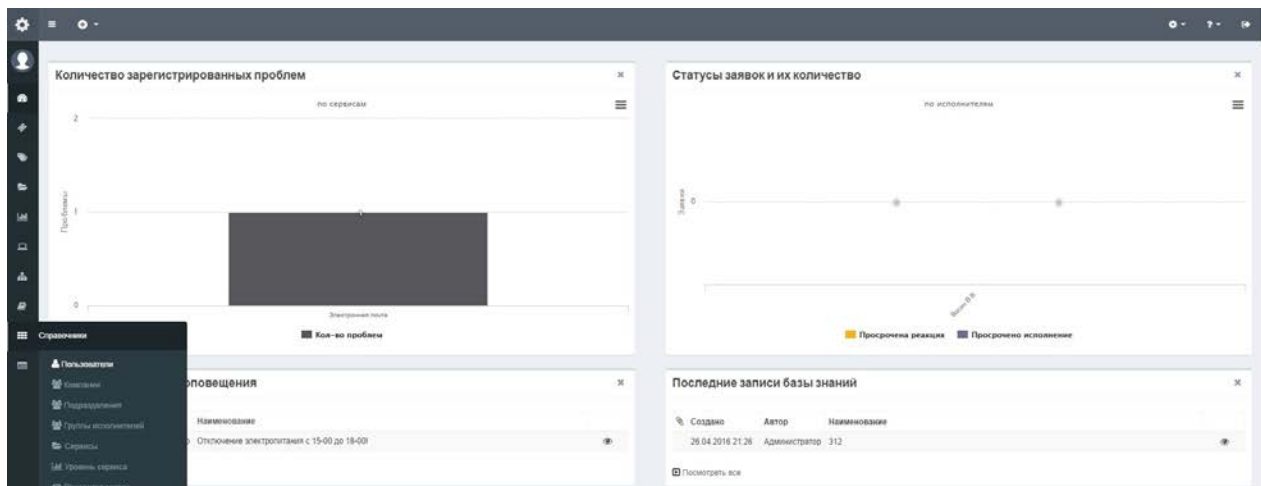 Количество зарегистрированных проблем
по сервисам
2
1
0
Проблемы
Электронная почта
Кол-во проблем
Статусы заявок и их количество
по исполнителям
0
Заявки
Просрочена реакция
Просрочено исполнение
Справочники
Пользователи
Компании
Подразделения
Группы исполнителей
Сервисы
Уровень сервиса
оповещения
Наименование
Отключение электропитания с 15-00 до 18-00!
Последние записи базы знаний
Создано Автор Наименование
26.04.2016 21:26 Администратор 312
Посмотреть все